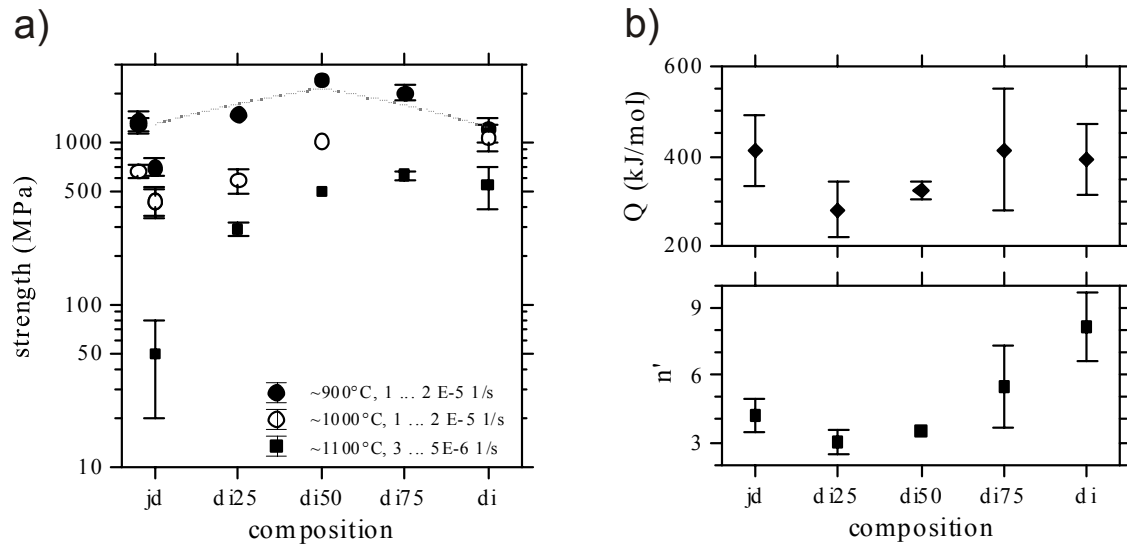 a)
strength (MPa)
1000
500
100
50
10
~900°C, 1 ... 2 E-5 1/s
~1000°C, 1 ... 2 E-5 1/s
~1100°C, 3 ... 5E-6 1/s
jd di25 di50 di75 di
composition
b)
Q (kJ/mol)
600
400
200
n'
9
6
3
jd di25 di50 di75 di
composition